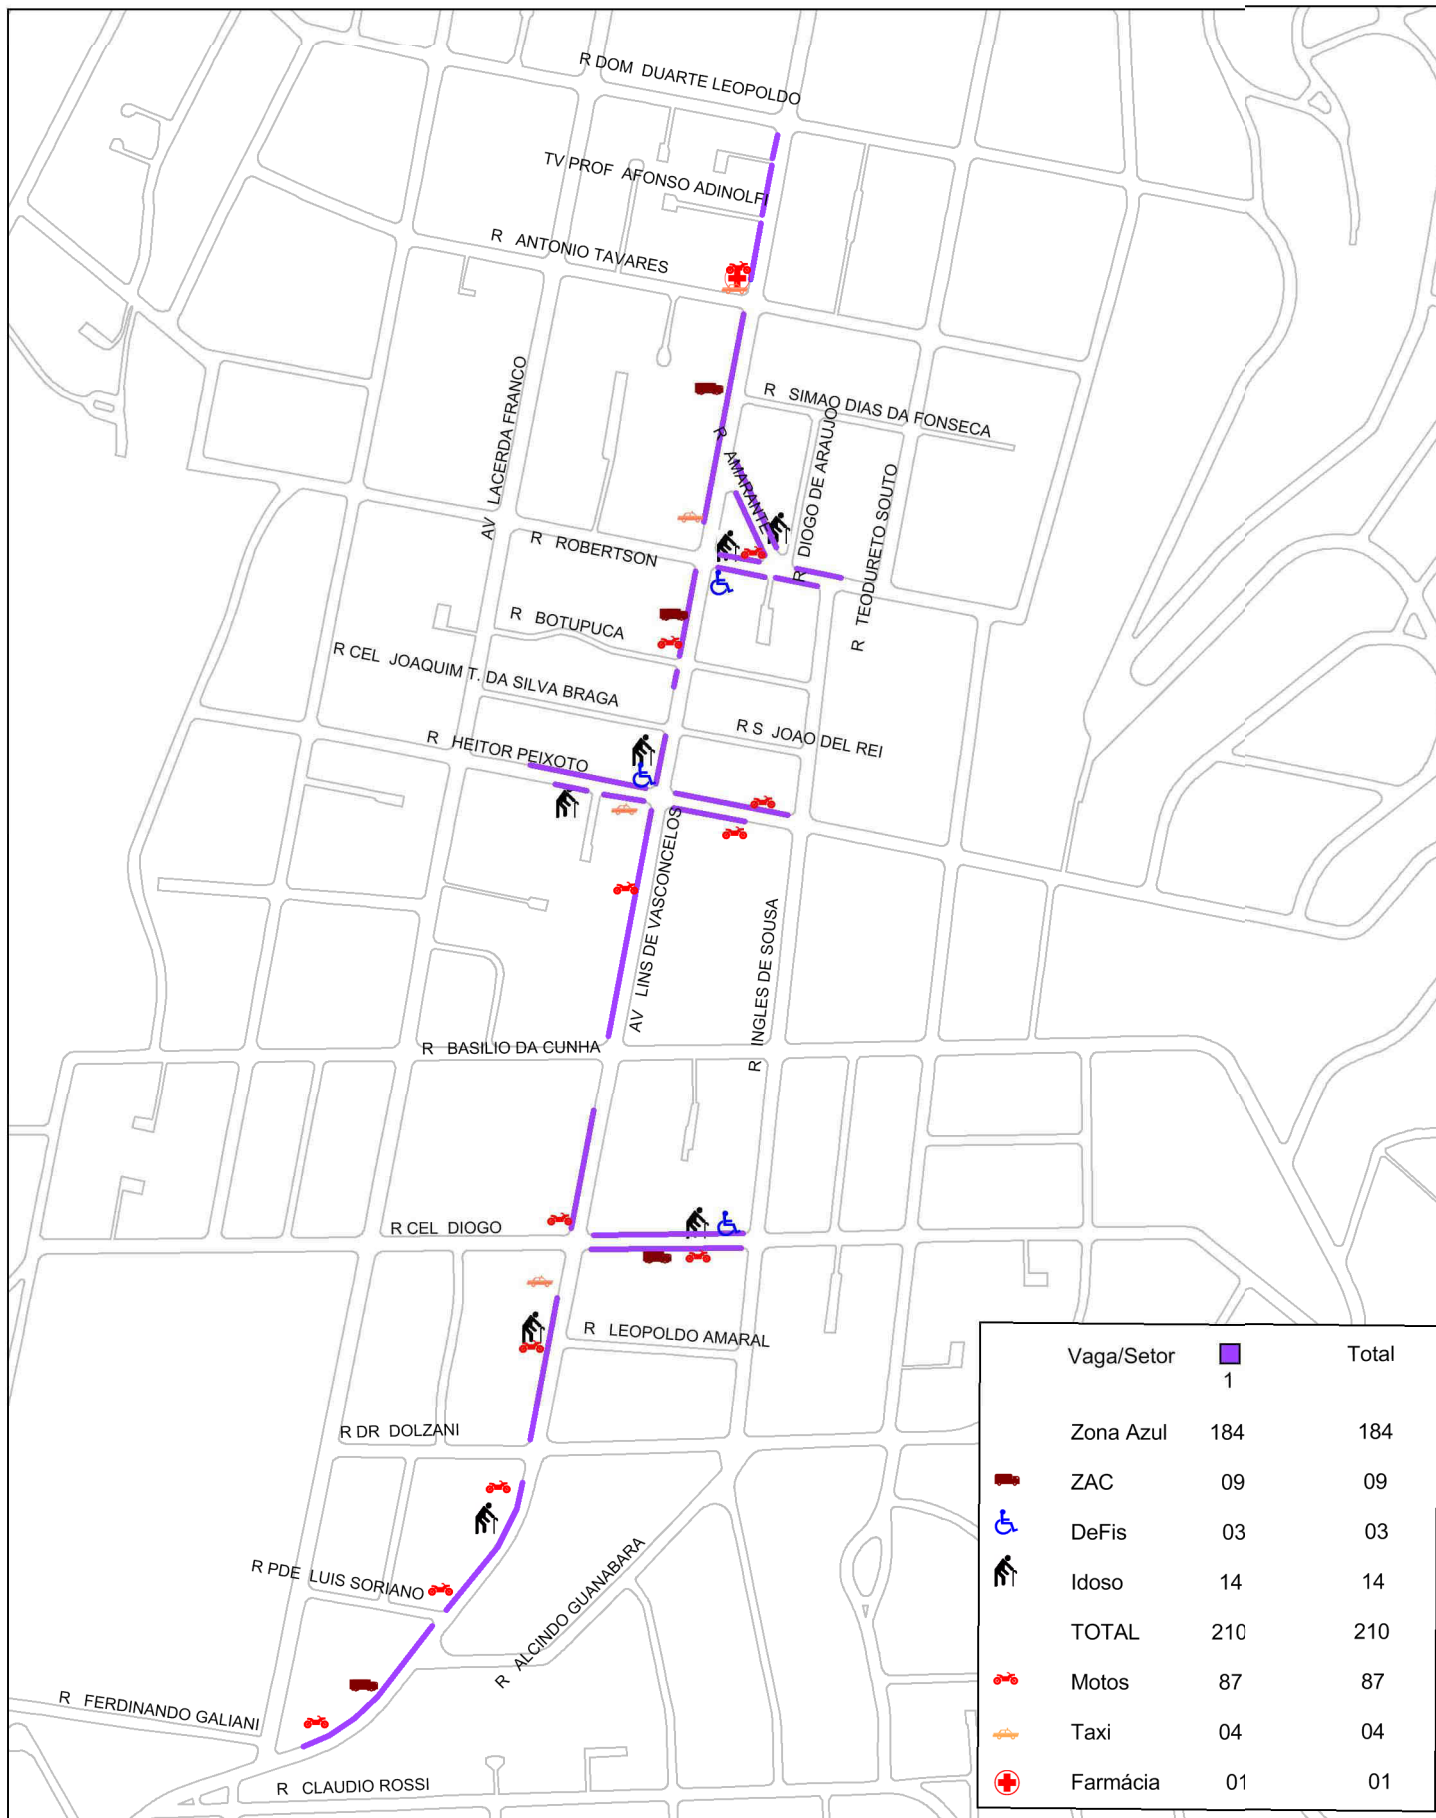 R DOM DUARTE LEOPOLDO
TV PROF AFONSO ADINOLFI
R ANTONIO TAVARES
AV LACERDA FRANCO
R SIMAO DIAS DA FONSECA
R AMARANTE
R DIOGO DE ARAUJO
R TEODURETO SOUTO
R ROBERTSON
R BOTUPUCA
R CEL JOAQUIM T. DA SILVA BRAGA
R S JOAO DEL REI
R HEITOR PEIXOTO
AV LINS DE VASCONCELOS
R INGLES DE SOUSA
R BASILIO DA CUNHA
R CEL DIOGO
R LEOPOLDO AMARAL
R DR DOLZANI
R PDE LUIS SORIANO
R ALCINDO GUANABARA
R FERDINANDO GALIANI
R CLAUDIO ROSSI
Vaga/Setor Total
1
Zona Azul 184 184
ZAC 09 09
DeFis 03 03
Idoso 14 14
TOTAL 210 210
Motos 87 87
Taxi 04 04
Farmácia 01 01